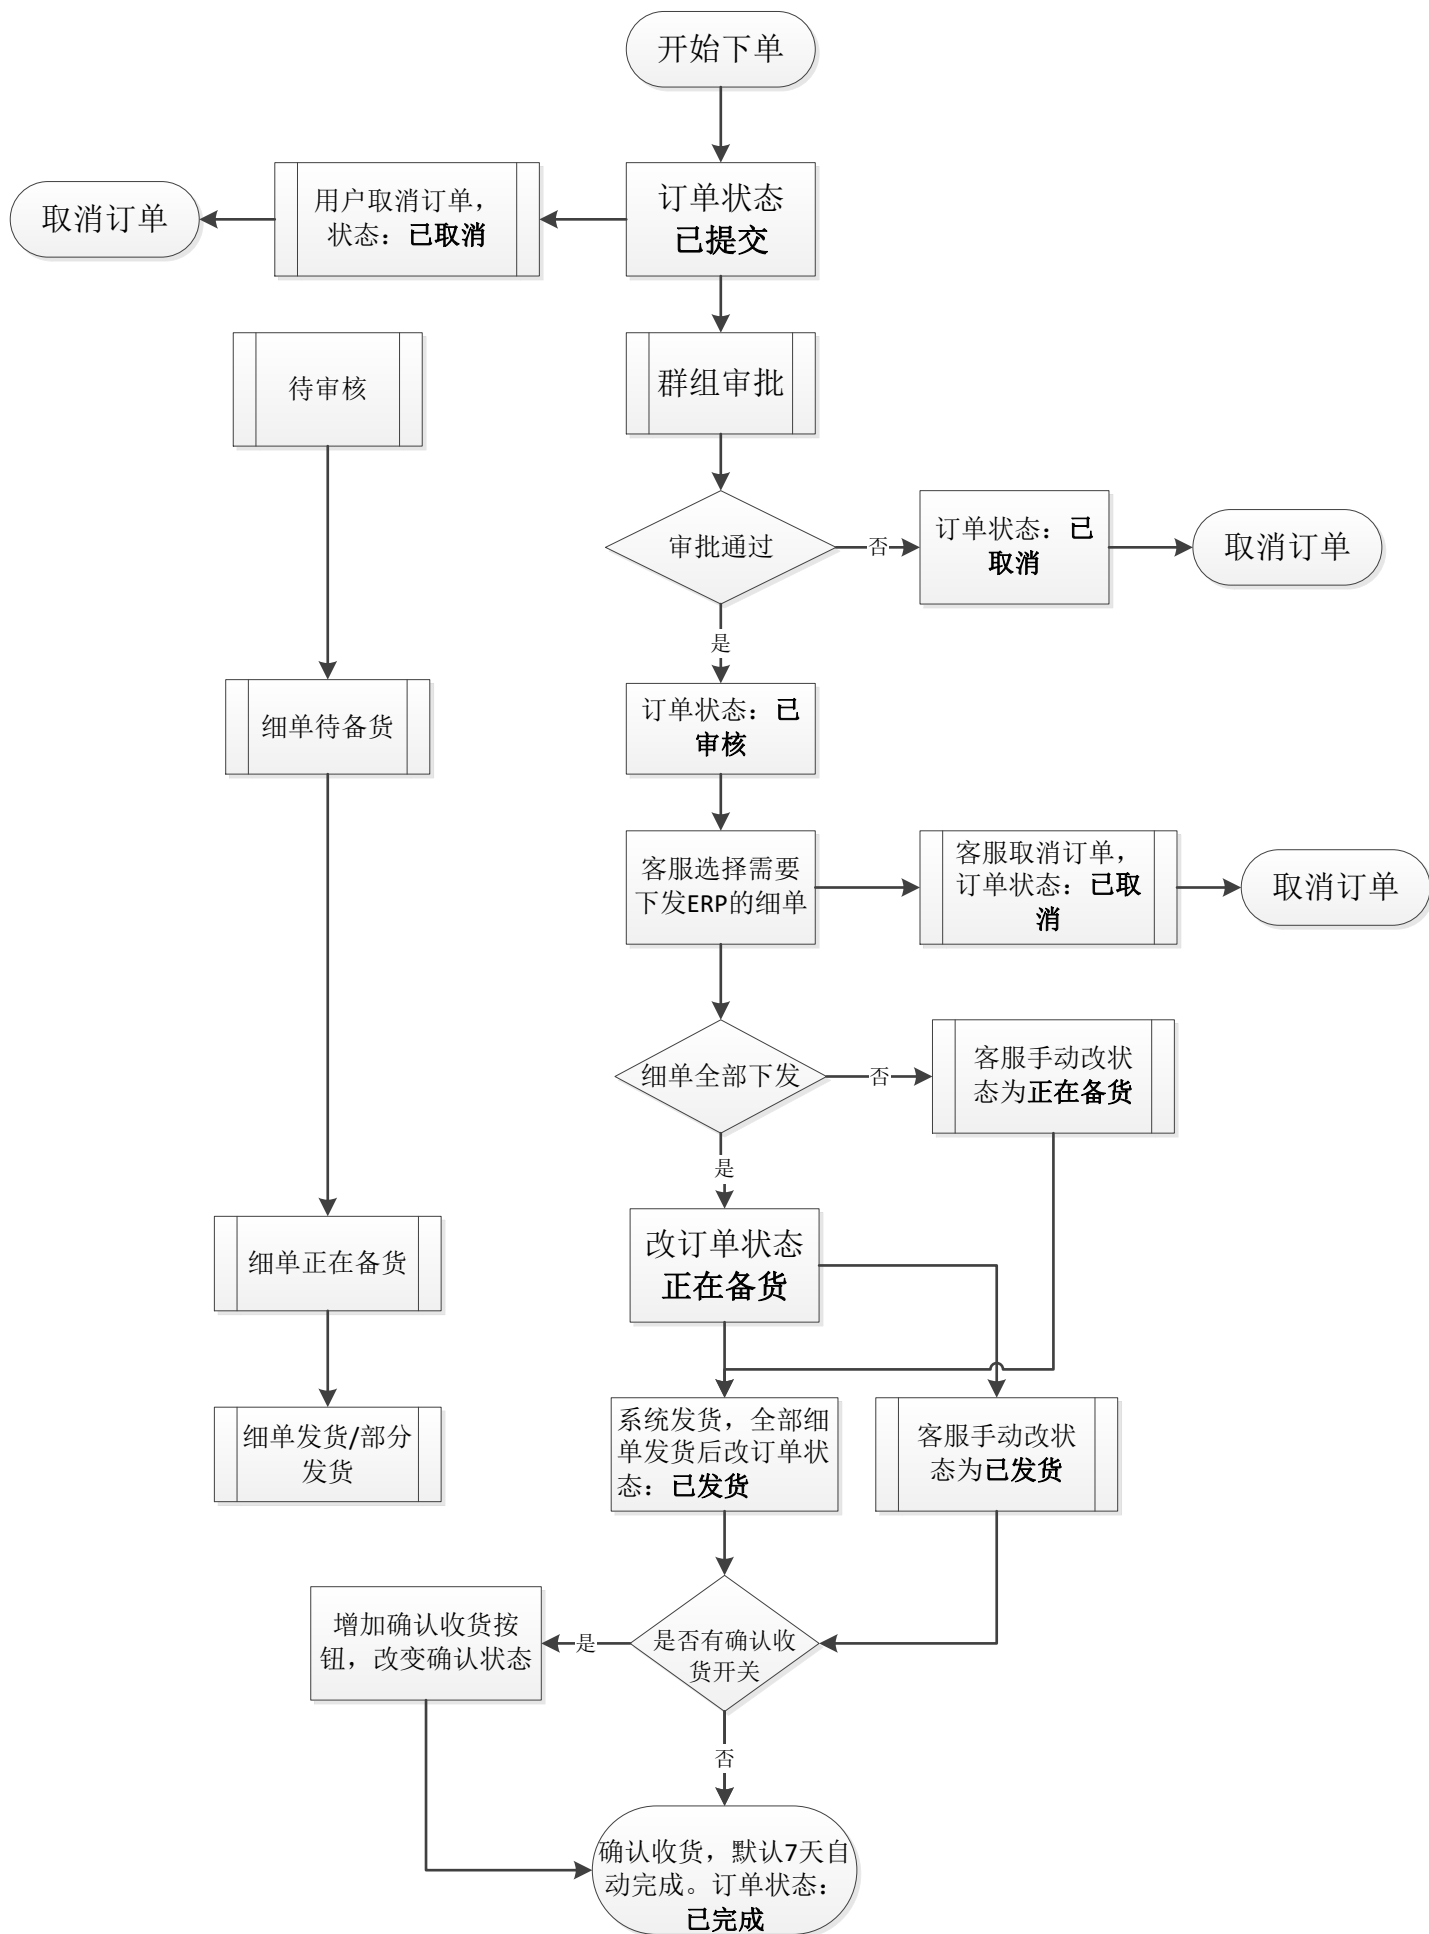 开始下单
取消订单
用户取消订单，
状态：已取消
订单状态
已提交
待审核
群组审批
审批通过
否
订单状态：已
取消
取消订单
是
细单待备货
订单状态：已
审核
客服选择需要
下发ERP的细单
客服取消订单，
订单状态：已取
消
取消订单
细单全部下发
否
客服手动改状
态为正在备货
是
细单正在备货
改订单状态
正在备货
细单发货/部分
发货
系统发货，全部细
单发货后改订单状
态：已发货
客服手动改状
态为已发货
增加确认收货按
钮，改变确认状态
是
是否有确认收
货开关
否
确认收货，默认7天自
动完成。订单状态：
已完成